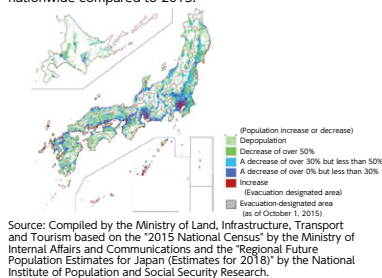 nationwide compared to 2015.
(Population increase or decrease)
Depopulation
Decrease of over 50%
A decrease of over 30% but less than 50%
A decrease of over 0% but less than 30%
Increase
(Evacuation designated area)
Evacuation-designated area
(as of October 1, 2015)
Source: Compiled by the Ministry of Land, Infrastructure, Transport
and Tourism based on the "2015 National Census" by the Ministry of
Internal Affairs and Communications and the "Regional Future
Population Estimates for Japan (Estimates for 2018)" by the National
Institute of Population and Social Security Research.